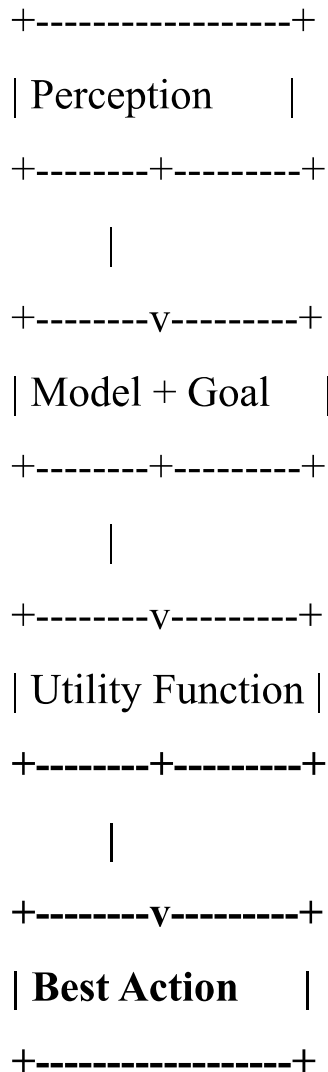 +------------------+
| Perception |
+--------+---------+
|
+--------v---------+
| Model + Goal |
+--------+---------+
|
+--------v---------+
| Utility Function |
+--------+---------+
|
+--------v---------+
| Best Action |
+------------------+